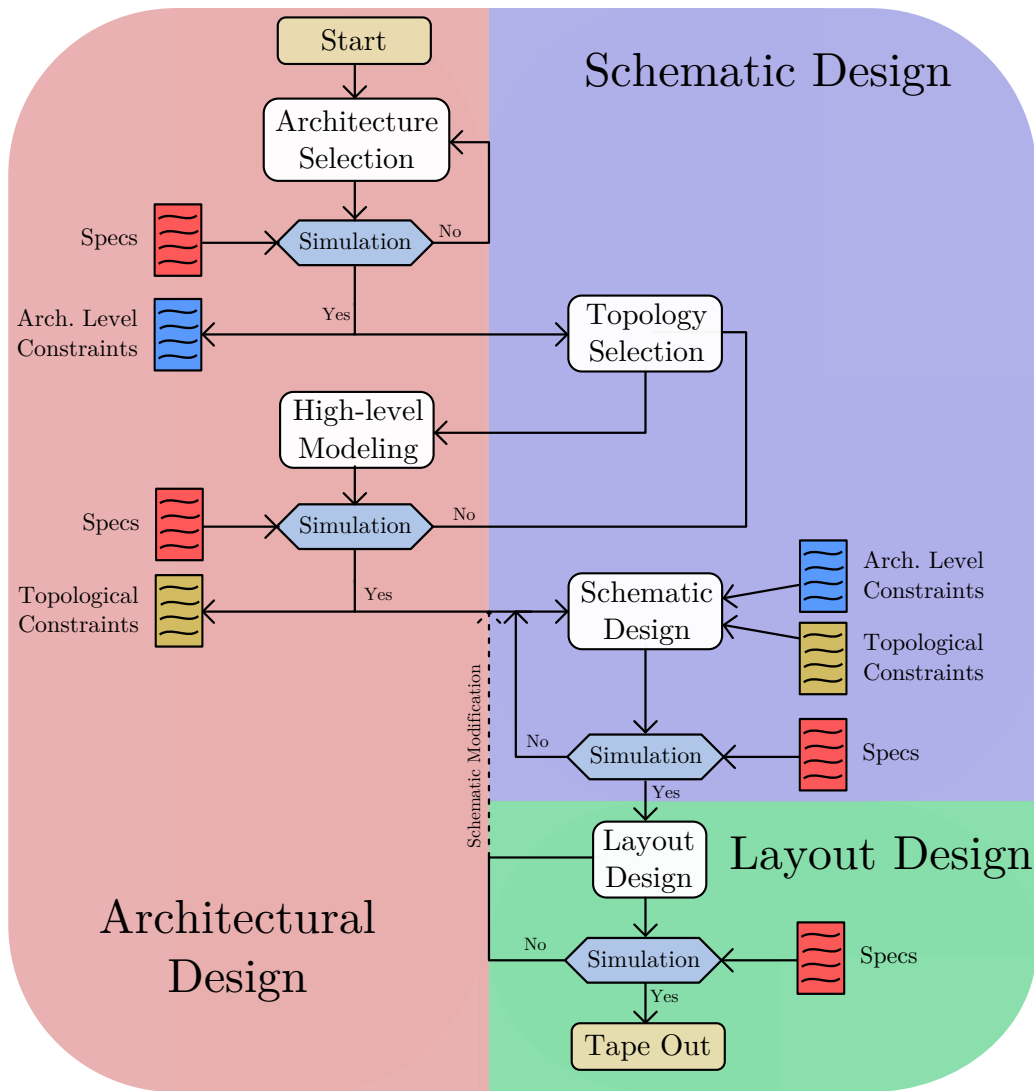 Start
Schematic Design
Architecture
Selection
Specs
Simulation
No
Yes
Arch. Level
Constraints
Topology
Selection
High-level
Modeling
Specs
Simulation
No
Yes
Topological
Constraints
Schematic
Design
Arch. Level
Constraints
Topological
Constraints
Schematic Modification
No
Simulation
Specs
Yes
Layout
Design
Layout Design
Architectural
Design
No
Simulation
Specs
Yes
Tape Out